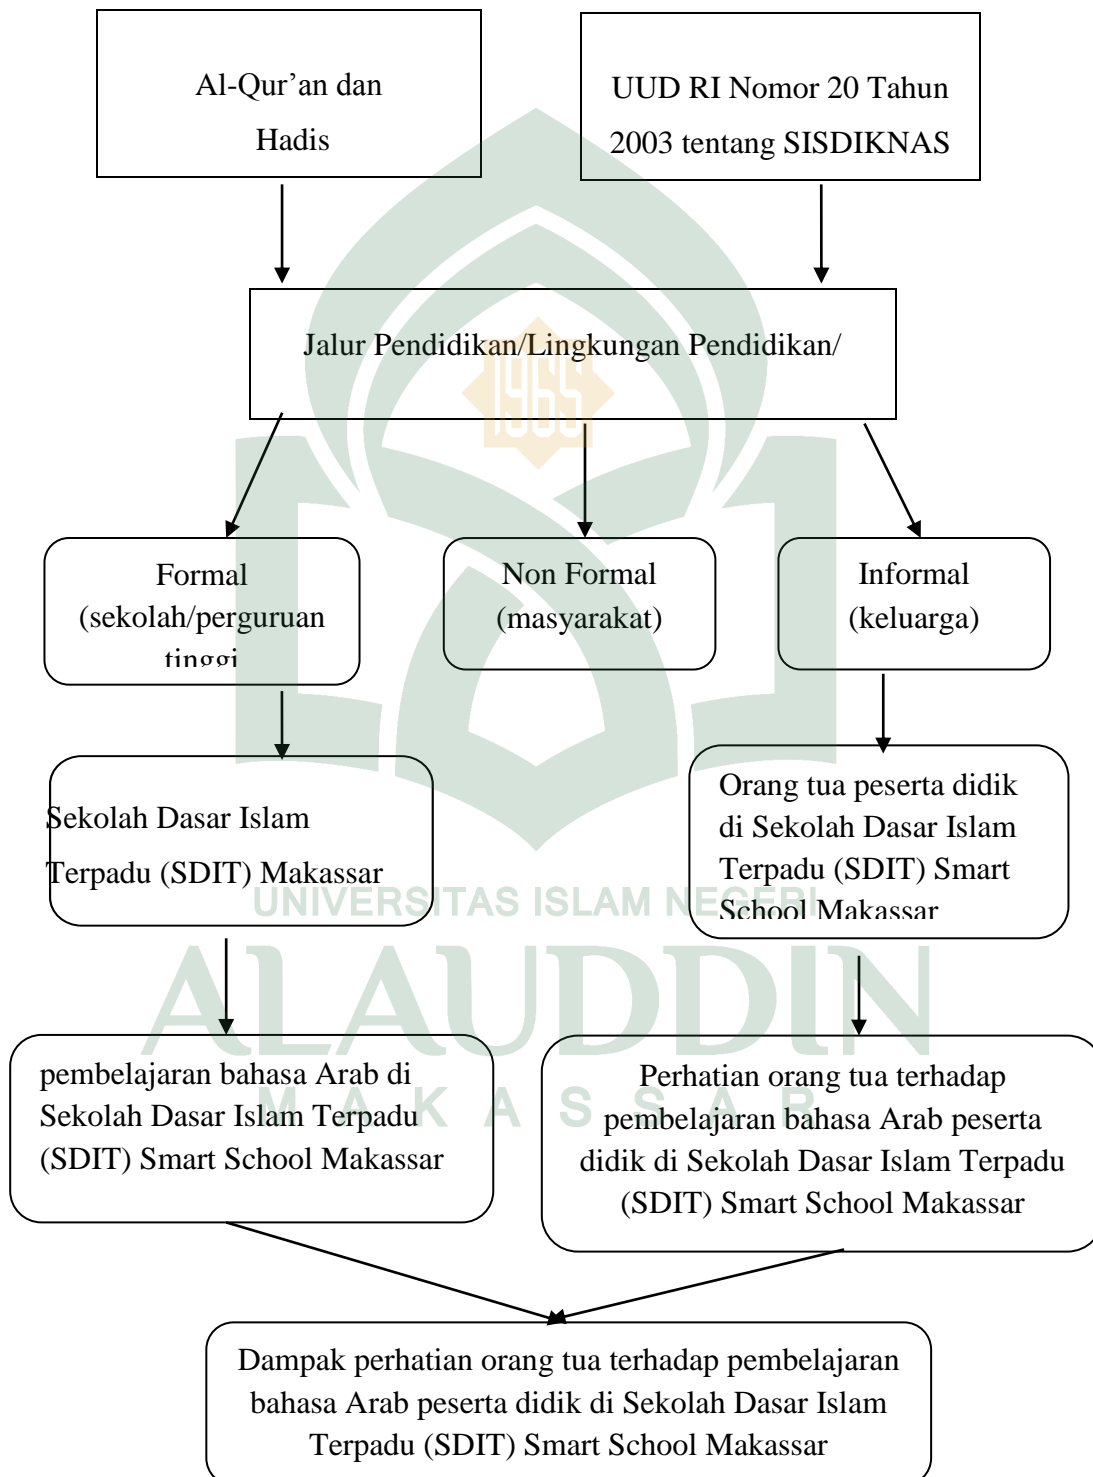 Al-Qur’an dan
Hadis
UUD RI Nomor 20 Tahun
2003 tentang SISDIKNAS
Jalur Pendidikan/Lingkungan Pendidikan/
1965
Formal
(sekolah/perguruan
tinggi
Non Formal
(masyarakat)
Informal
(keluarga)
Sekolah Dasar Islam
Terpadu (SDIT) Makassar
Orang tua peserta didik
di Sekolah Dasar Islam
Terpadu (SDIT) Smart
School Makassar
UNIVERSITAS ISLAM NEGERI
ALAUDDIN
MAKASSAR
pembelajaran bahasa Arab di
Sekolah Dasar Islam Terpadu
(SDIT) Smart School Makassar
Perhatian orang tua terhadap
pembelajaran bahasa Arab peserta
didik di Sekolah Dasar Islam Terpadu
(SDIT) Smart School Makassar
Dampak perhatian orang tua terhadap pembelajaran
bahasa Arab peserta didik di Sekolah Dasar Islam
Terpadu (SDIT) Smart School Makassar